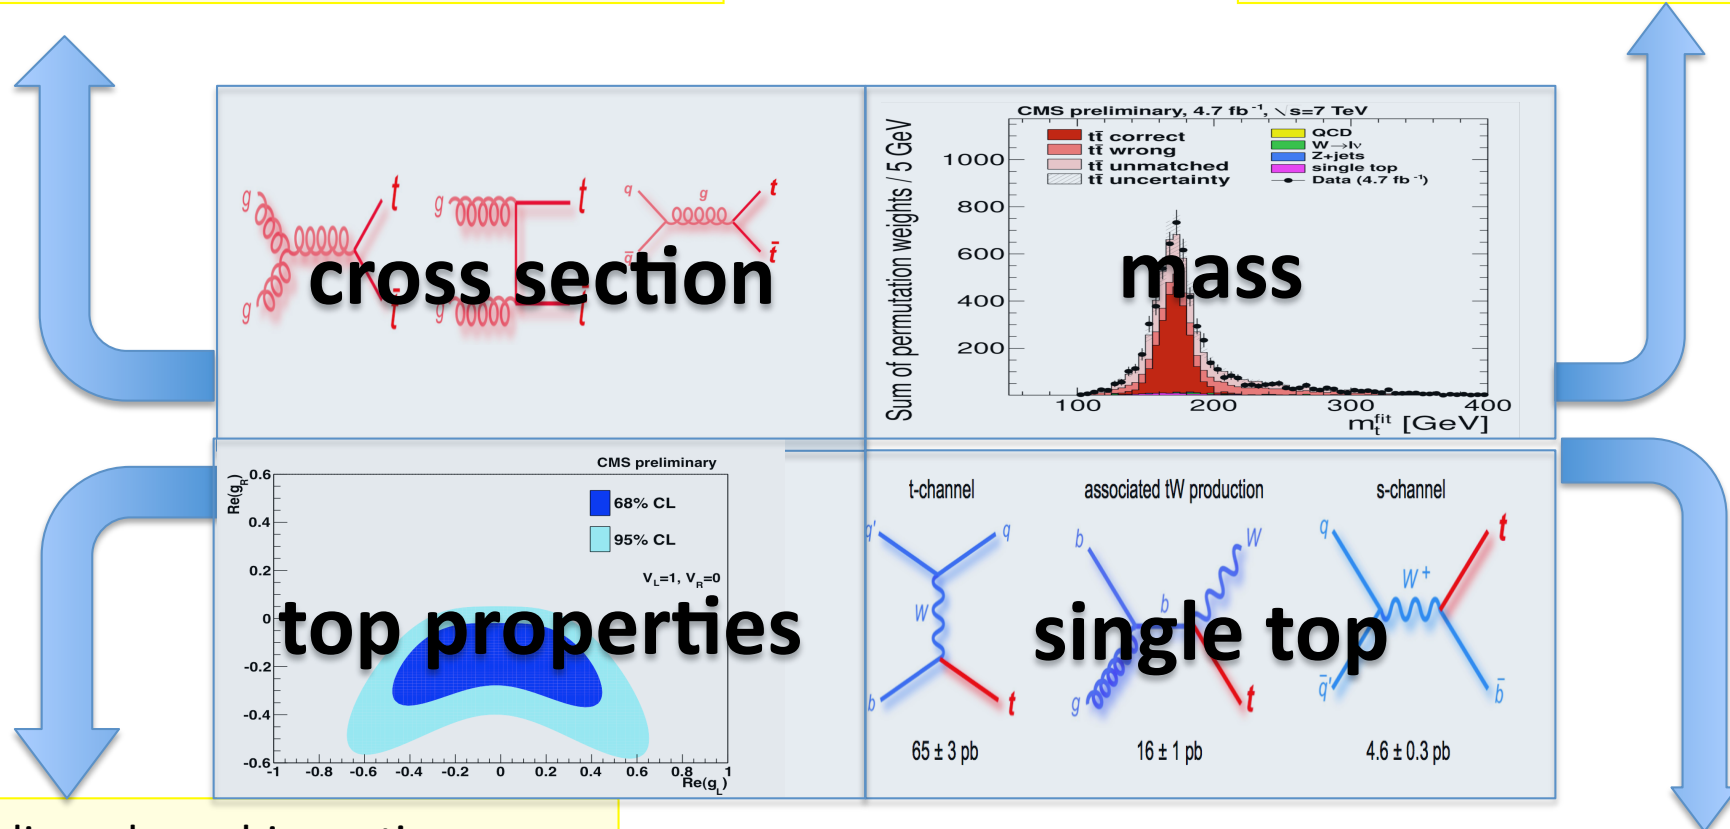 cross section
g
g
t
t̄
g
g
t
t̄
q
q̄
g
t
t̄
mass
CMS preliminary, 4.7 fb⁻¹, √s=7 TeV
Sum of permutation weights / 5 GeV
tt̄ correct
tt̄ wrong
tt̄ unmatched
tt̄ uncertainty
QCD
W→lν
Z+jets
single top
Data (4.7 fb⁻¹)
1000
800
600
400
200
100 200 300 400
m_t^fit [GeV]
top properties
CMS preliminary
Re(g_R)
68% CL
95% CL
V_L=1, V_R=0
0.6
0.4
0.2
0
-0.2
-0.4
-0.6
-1 -0.8 -0.6 -0.4 -0.2 0 0.2 0.4 0.6 0.8 1
Re(g_L)
single top
t-channel
associated tW production
s-channel
q'
q
W
b
t
b
W
b
g
t
q
t
W⁺
q̄'
b̄
65 ± 3 pb
16 ± 1 pb
4.6 ± 0.3 pb